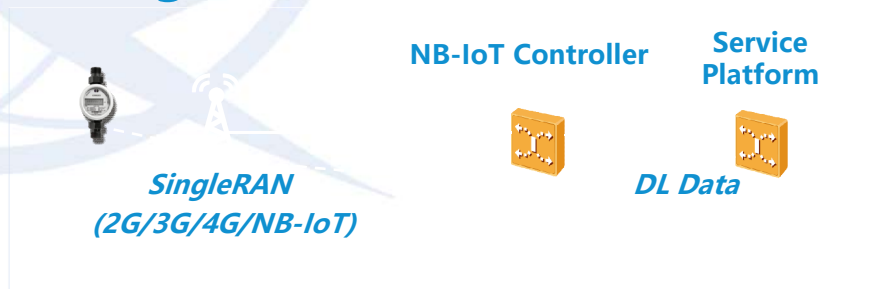 NB-IoT Controller
Service
Platform
SingleRAN
(2G/3G/4G/NB-IoT)
DL Data